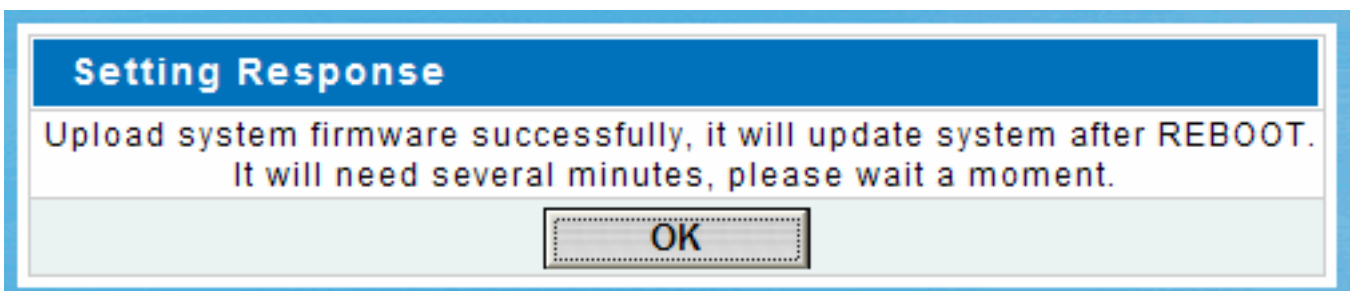 Setting Response
Upload system firmware successfully, it will update system after REBOOT.
It will need several minutes, please wait a moment.
OK